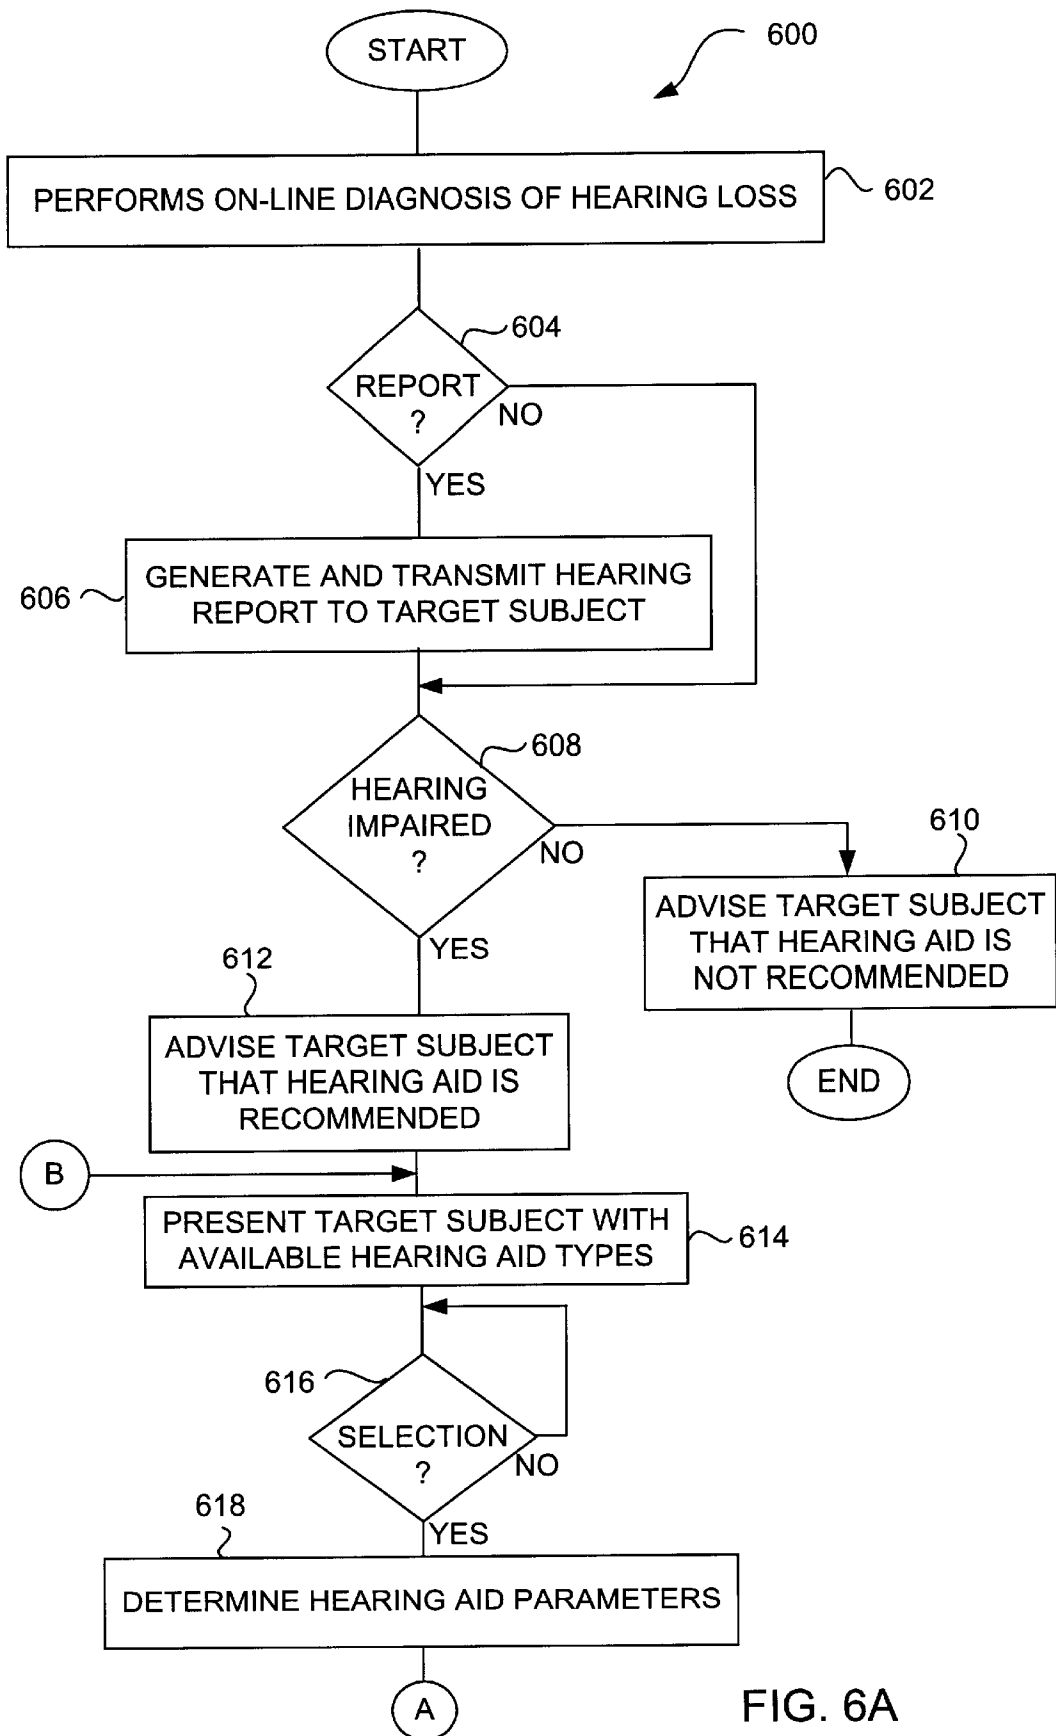 START
600
PERFORMS ON-LINE DIAGNOSIS OF HEARING LOSS
602
604
REPORT
?
NO
YES
606
GENERATE AND TRANSMIT HEARING
REPORT TO TARGET SUBJECT
608
HEARING
IMPAIRED
?
NO
YES
610
ADVISE TARGET SUBJECT
THAT HEARING AID IS
NOT RECOMMENDED
END
612
ADVISE TARGET SUBJECT
THAT HEARING AID IS
RECOMMENDED
B
PRESENT TARGET SUBJECT WITH
AVAILABLE HEARING AID TYPES
614
616
SELECTION
?
NO
YES
618
DETERMINE HEARING AID PARAMETERS
A
FIG. 6A